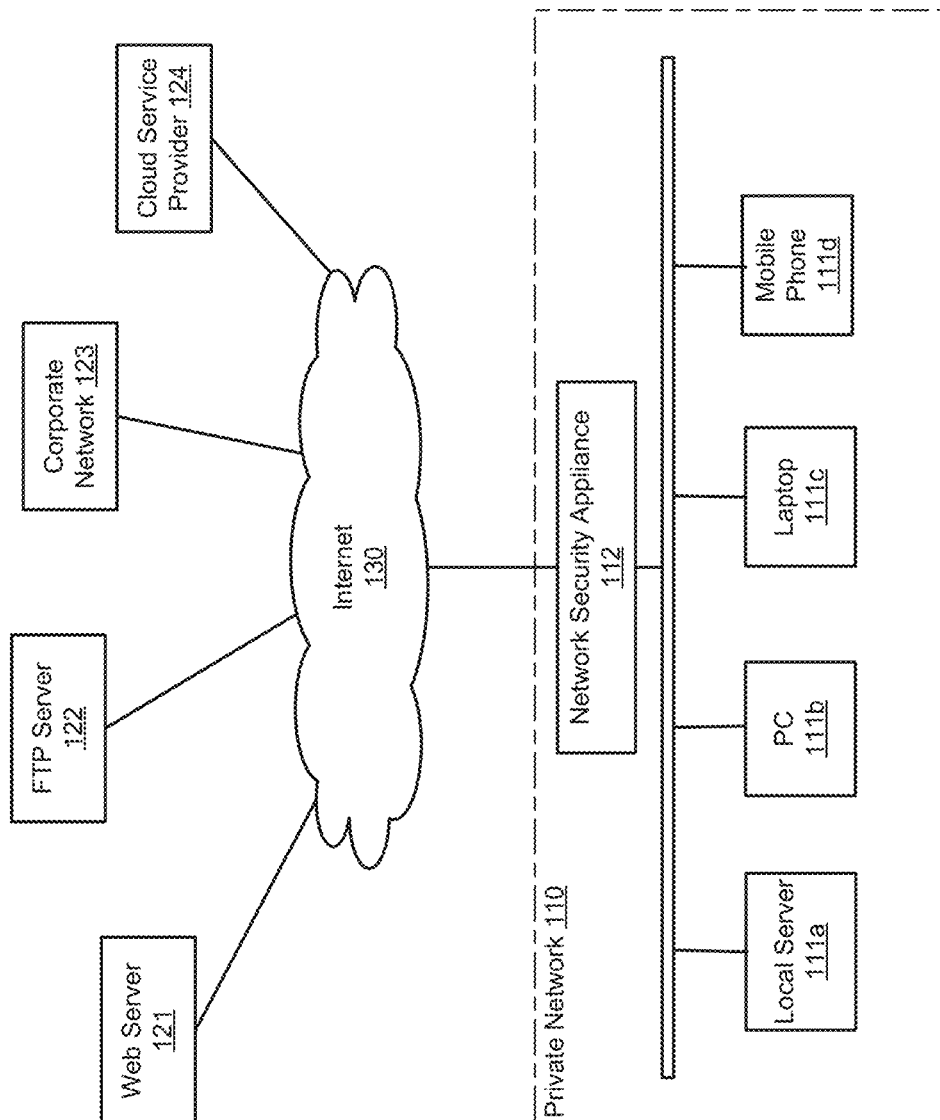 Web Server
121
FTP Server
122
Corporate
Network 123
Cloud Service
Provider 124
Internet
130
Private Network 110
Network Security Appliance
112
Local Server
111a
PC
111b
Laptop
111c
Mobile
Phone
111d